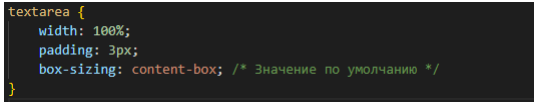 textarea {
width: 100%;
padding: 3px;
box-sizing: content-box; /* Значение по умолчанию */
}